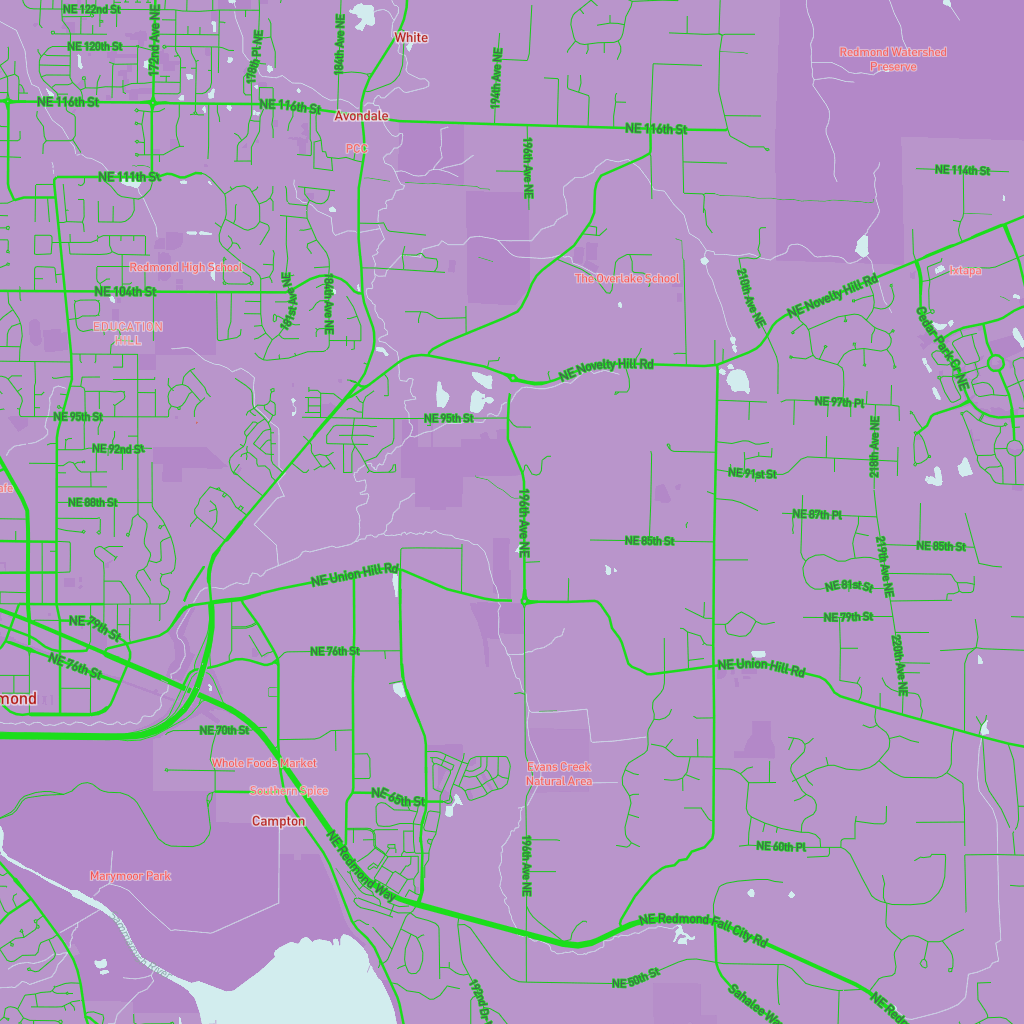 NE 122nd St
172nd Ave NE
184th Ave NE
White
NE 120th St
178th Pl NE
194th Ave NE
Redmond Watershed
Preserve
NE 116th St
NE 116th St
Avondale
NE 116th St
PCC
196th Ave NE
NE 111th St
NE 114th St
Redmond High School
The Overlake School
Ixtapa
NE 104th St
181st Ave NE
184th Ave NE
210th Ave NE
NE Novelty Hill Rd
EDUCATION
HILL
Cedar Park Cr NE
NE Novelty Hill Rd
NE 95th St
NE 95th St
NE 97th Pl
NE 92nd St
218th Ave NE
NE 91st St
afe
NE 88th St
196th Ave NE
NE 87th Pl
NE 85th St
219th Ave NE
NE 85th St
NE Union Hill Rd
NE 81st St
NE 79th St
NE 79th St
NE 76th St
NE 76th St
NE Union Hill Rd
220th Ave NE
mond
NE 70th St
Whole Foods Market
Evans Creek
Natural Area
Southern Spice
NE 65th St
Campton
NE Redmond Way
196th Ave NE
NE 60th Pl
Marymoor Park
NE Redmond Fall City Rd
Sammamish River
NE 50th St
192nd Dr N
Sahalee Wa
NE Redm